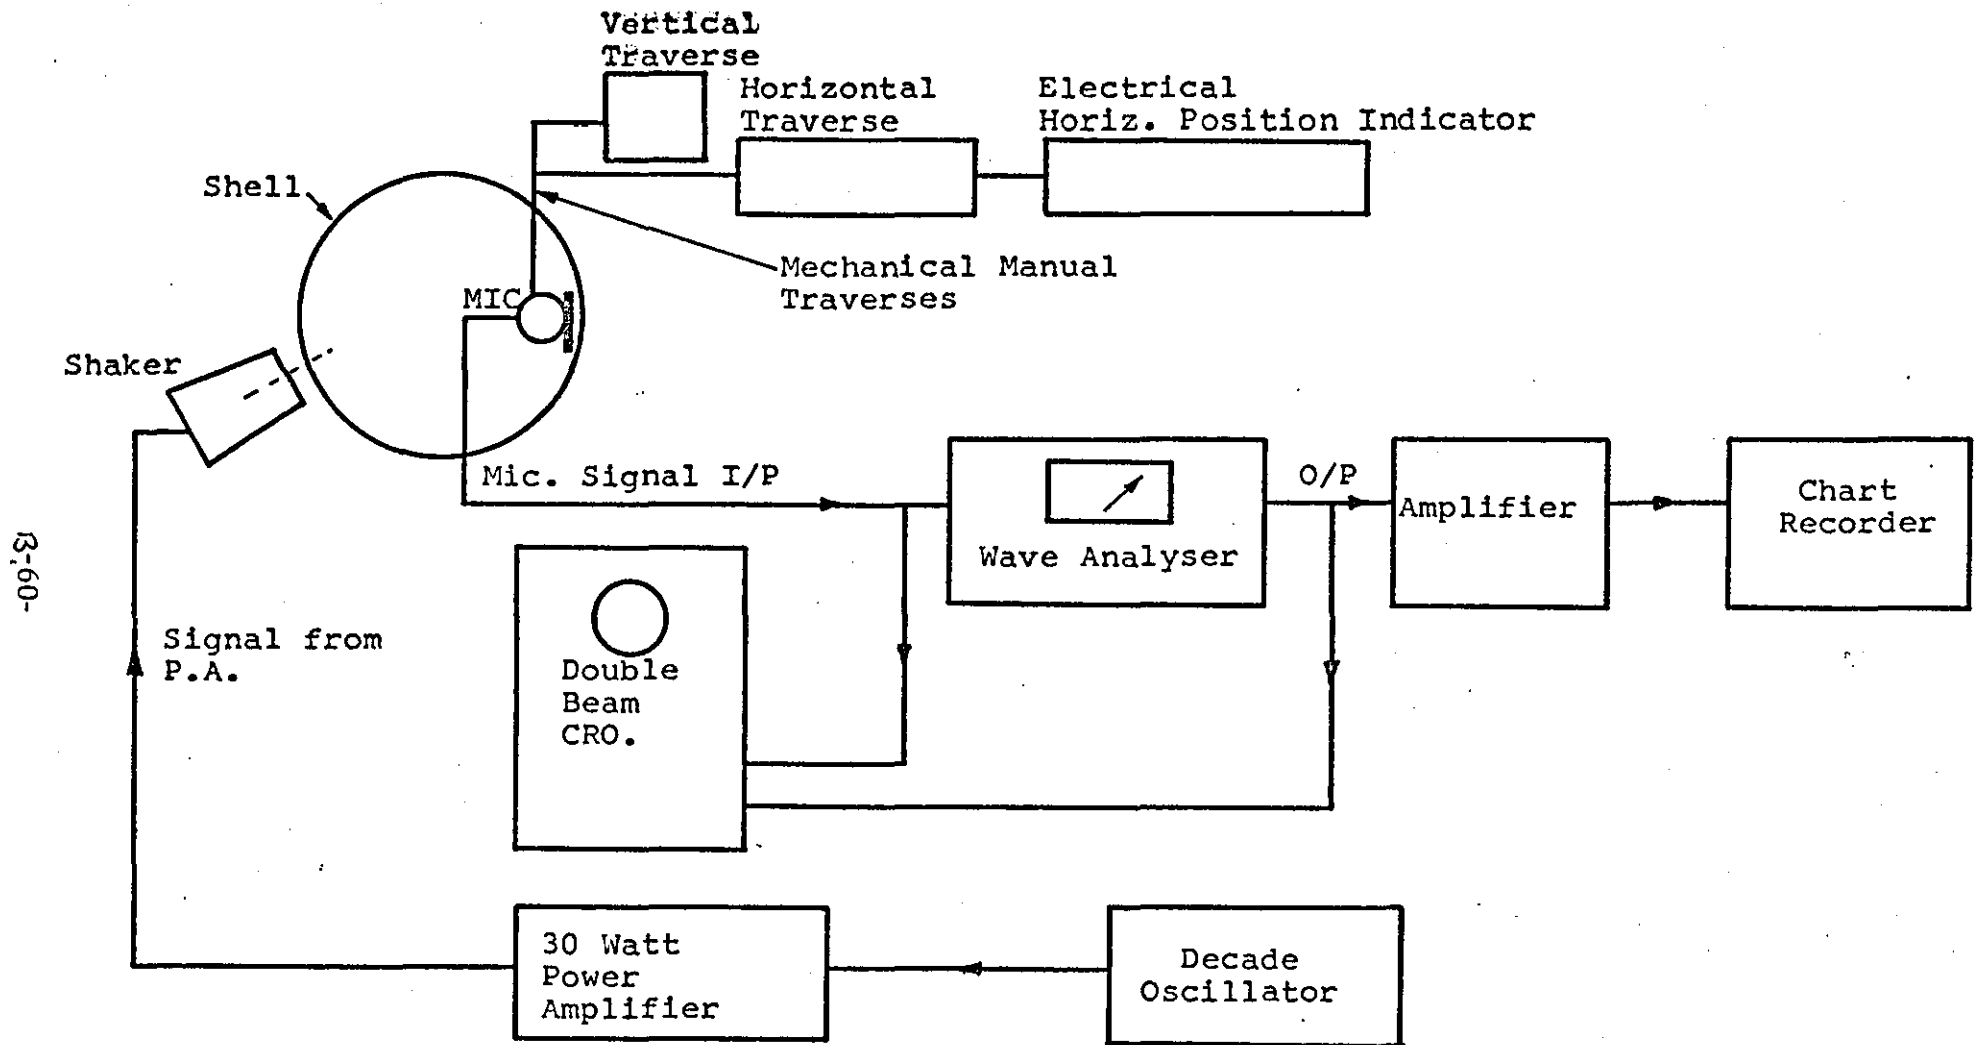 Vertical
Traverse
Horizontal
Traverse
Electrical
Horiz. Position Indicator
Shell
Mechanical Manual
Traverses
MIC
Shaker
Mic. Signal I/P
O/P
Wave Analyser
Amplifier
Chart
Recorder
Double
Beam
CRO.
Signal from
P.A.
30 Watt
Power
Amplifier
Decade
Oscillator
B-60-